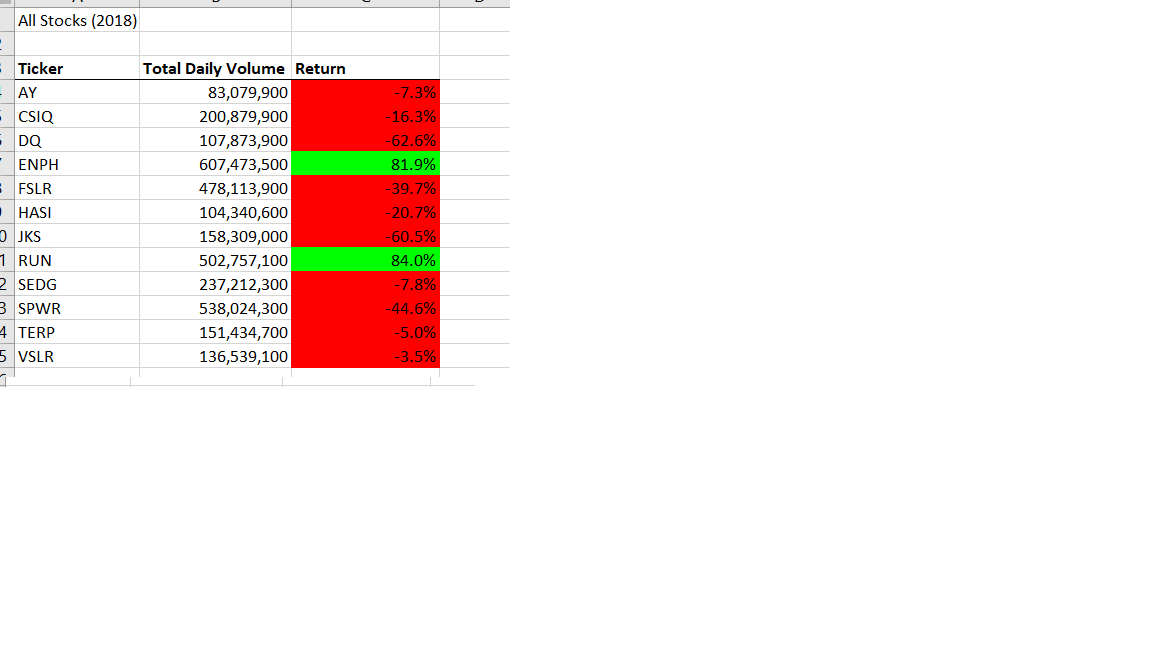 All Stocks (2018)
Ticker Total Daily Volume Return
AY 83,079,900 -7.3%
CSIQ 200,879,900 -16.3%
DQ 107,873,900 -62.6%
ENPH 607,473,500 81.9%
FSLR 478,113,900 -39.7%
HASI 104,340,600 -20.7%
JKS 158,309,000 -60.5%
RUN 502,757,100 84.0%
SEDG 237,212,300 -7.8%
SPWR 538,024,300 -44.6%
TERP 151,434,700 -5.0%
VSLR 136,539,100 -3.5%